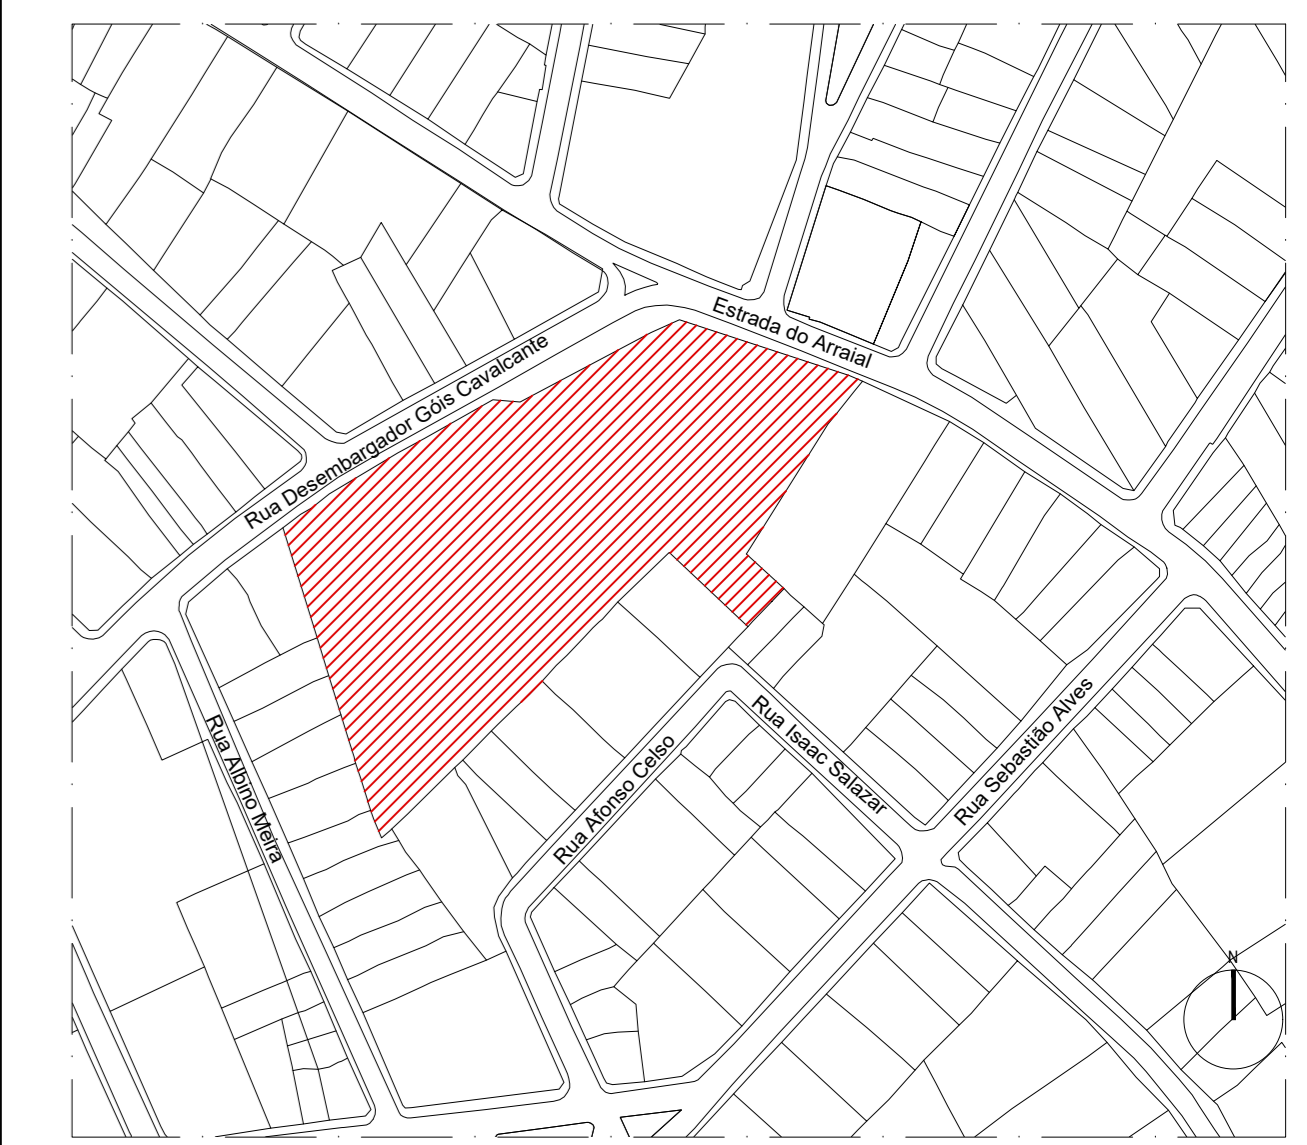 Estrada do Arraial
Rua Desembargador Góis Cavalcante
Rua Albino Meira
Rua Afonso Celso
Rua Isaac Salazar
Rua Sebastião Alves
N